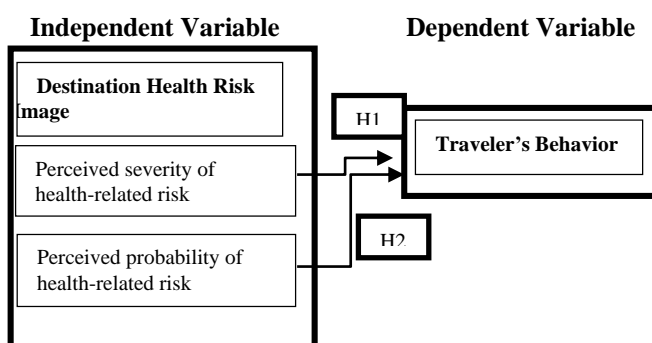 Independent Variable
Dependent Variable
Destination Health Risk
Image
Perceived severity of
health-related risk
Perceived probability of
health-related risk
H1
H2
Traveler's Behavior